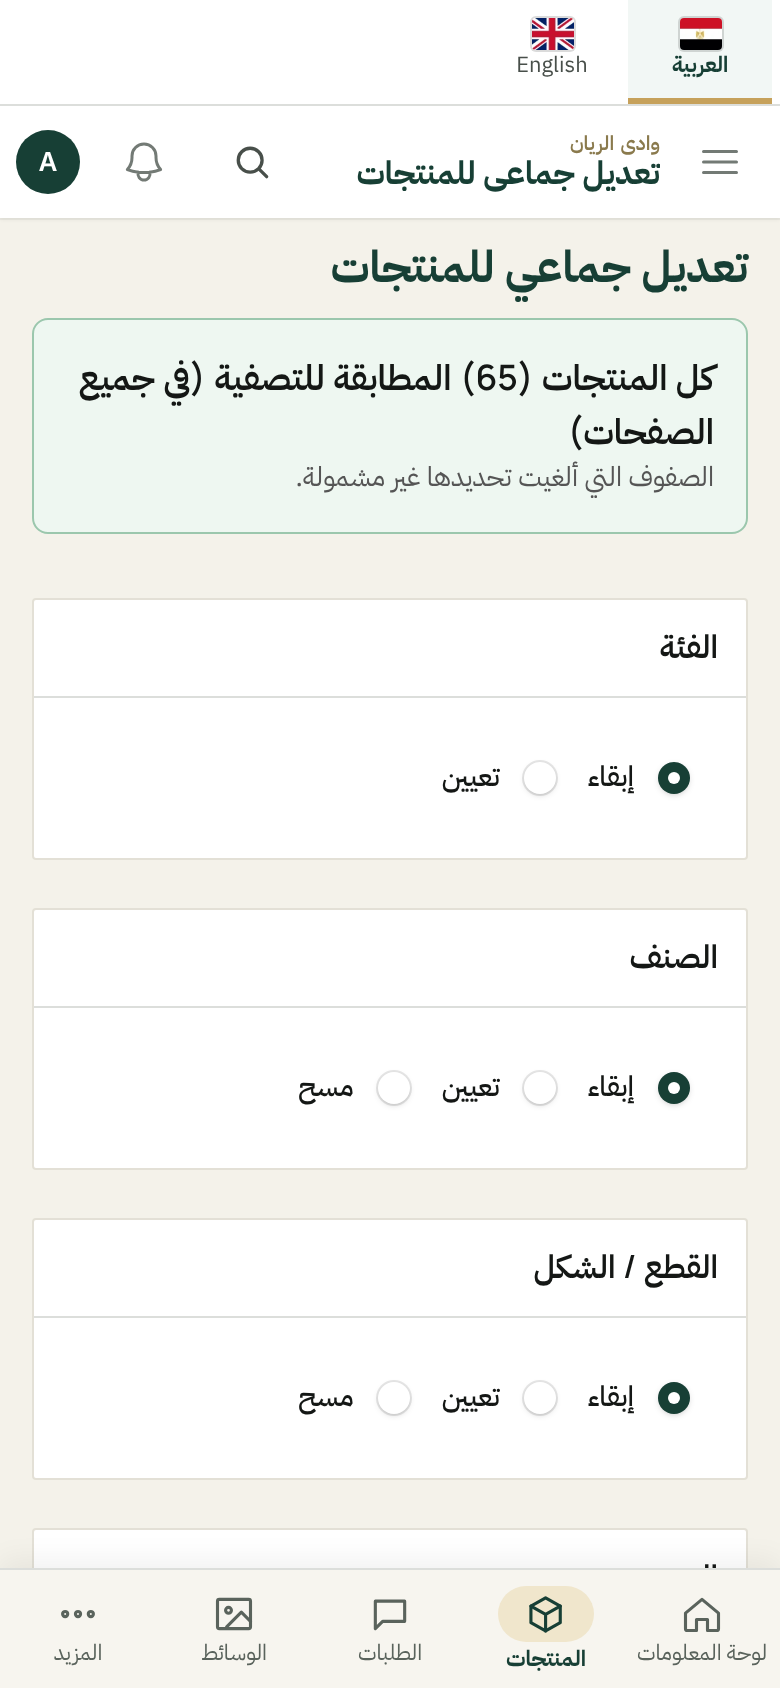 العربية
English
وادى الريان
تعديل جماعى للمنتجات
A
تعديل جماعي للمنتجات
كل المنتجات (65) المطابقة للتصفية (في جميع
الصفحات)
الصفوف التي ألغيت تحديدها غير مشمولة.
الفئة
إبقاء تعيين
الصنف
إبقاء تعيين مسح
القطع / الشكل
إبقاء تعيين مسح
لوحة المعلومات
المنتجات
الطلبات
الوسائط
المزيد